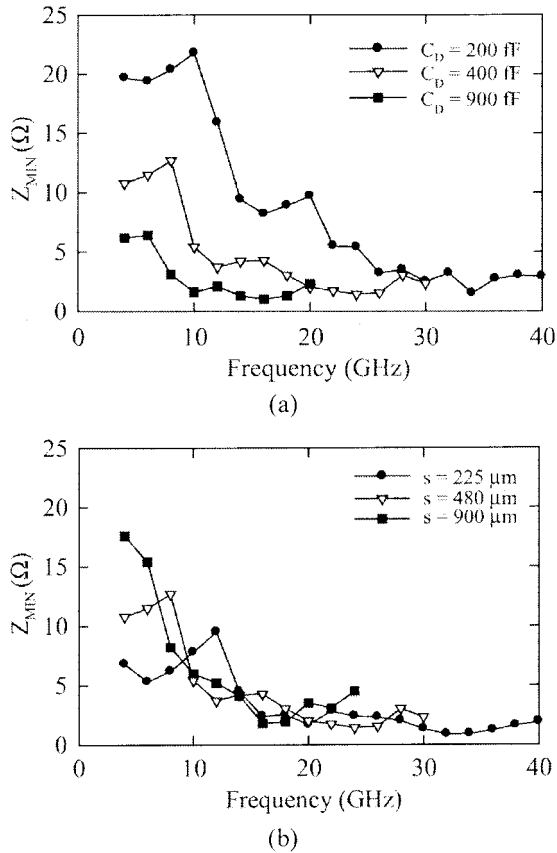 25
20
15
10
5
0
Z_MIN (Ω)
C_D = 200 fF
C_D = 400 fF
C_D = 900 fF
0 10 20 30 40
Frequency (GHz)
(a)
25
20
15
10
5
0
Z_MIN (Ω)
s = 225 μm
s = 480 μm
s = 900 μm
0 10 20 30 40
Frequency (GHz)
(b)